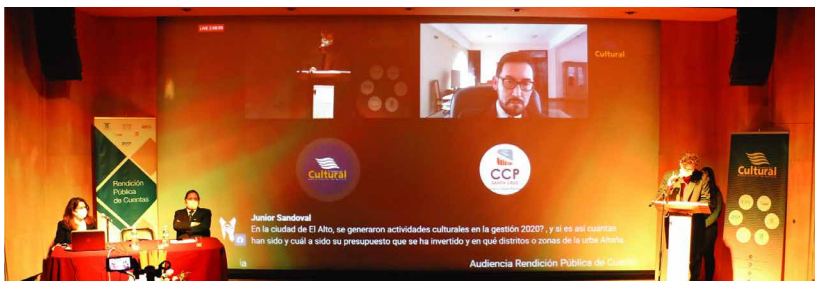 LIVE
Cultural
Rendición
Pública
de Cuentas
Cultural
CCP
SANTA CRUZ
Cultural
Junior Sandoval
En la ciudad de El Alto, se generaron actividades culturales en la gestión 2020? , y si es asi cuantas
han sido y cuál a sido su presupuesto que se ha invertido y en qué distritos o zonas de la urbe Alteña.
ia
Audiencia Rendición Pública de